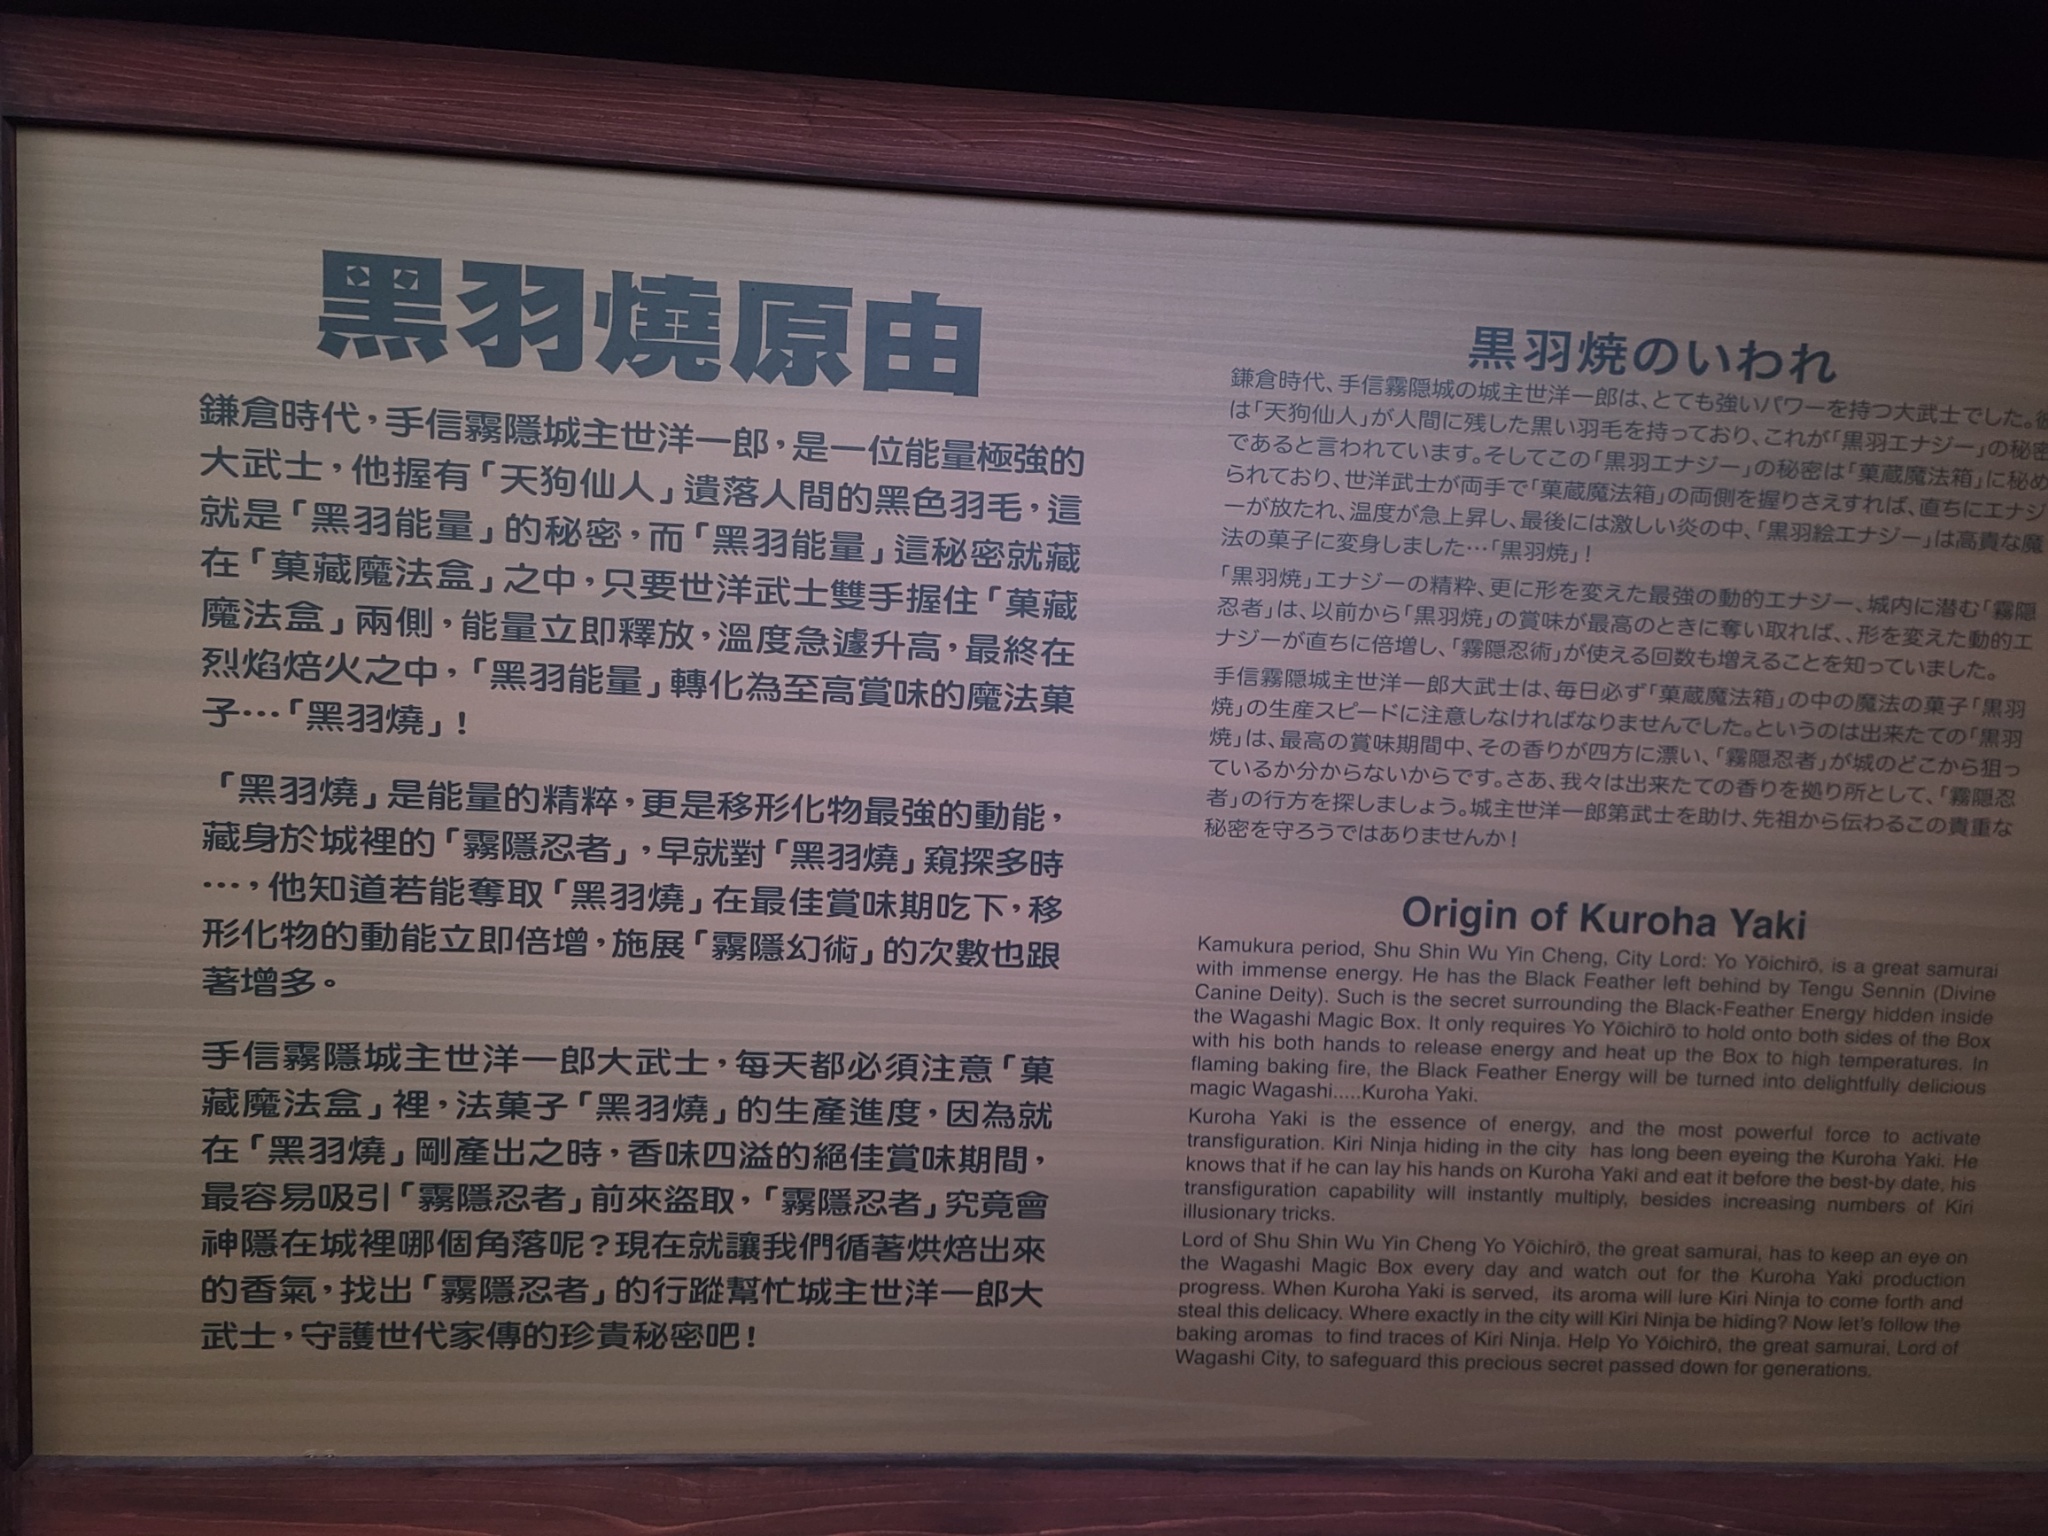 黑羽燒原由
鎌倉時代，手信霧隱城主世洋一郎，是一位能量極強的
大武士，他握有「天狗仙人」遺落人間的黑色羽毛，這
就是「黑羽能量」的秘密，而「黑羽能量」這秘密就藏
在「菓藏魔法盒」之中，只要世洋武士雙手握住「菓藏
魔法盒」兩側，能量立即釋放，溫度急遽升高，最終在
烈焰焙火之中，「黑羽能量」轉化為至高賞味的魔法菓
子…「黑羽燒」！
「黑羽燒」是能量的精粹，更是移形化物最強的動能，
藏身於城裡的「霧隱忍者」，早就對「黑羽燒」窺探多時
…，他知道若能奪取「黑羽燒」在最佳賞味期吃下，移
形化物的動能立即倍增，施展「霧隱幻術」的次數也跟
著增多。
手信霧隱城主世洋一郎大武士，每天都必須注意「菓
藏魔法盒」裡，法菓子「黑羽燒」的生產進度，因為就
在「黑羽燒」剛產出之時，香味四溢的絕佳賞味期間，
最容易吸引「霧隱忍者」前來盜取，「霧隱忍者」究竟會
神隱在城裡哪個角落呢？現在就讓我們循著烘焙出來
的香氣，找出「霧隱忍者」的行蹤幫忙城主世洋一郎大
武士，守護世代家傳的珍貴秘密吧！
黒羽焼のいわれ
鎌倉時代、手信霧隠城の城主世洋一郎は、とても強いパワーを持つ大武士でした。彼
は「天狗仙人」が人間に残した黒い羽毛を持っており、これが「黒羽エナジー」の秘密
であると言われています。そしてこの「黒羽エナジー」の秘密は「菓蔵魔法箱」に秘め
られており、世洋武士が両手で「菓蔵魔法箱」の両側を握りさえすれば、直ちにエナジ
ーが放たれ、温度が急上昇し、最後には激しい炎の中、「黒羽絵エナジー」は高貴な魔
法の菓子に変身しました…「黒羽焼」！
「黒羽焼」エナジーの精粋、更に形を変えた最強の動的エナジー、城内に潜む「霧隠
忍者」は、以前から「黒羽焼」の賞味が最高のときに奪い取れば、、形を変えた動的エ
ナジーが直ちに倍増し、「霧隠忍術」が使える回数も増えることを知っていました。
手信霧隠城主世洋一郎大武士は、毎日必ず「菓蔵魔法箱」の中の魔法の菓子「黒羽
焼」の生産スピードに注意しなければなりませんでした。というのは出来たての「黒羽
焼」は、最高の賞味期間中、その香りが四方に漂い、「霧隠忍者」が城のどこから狙っ
ているか分からないからです。さあ、我々は出来たての香りを拠り所として、「霧隠忍
者」の行方を探しましょう。城主世洋一郎第武士を助け、先祖から伝わるこの貴重な
秘密を守ろうではありませんか！
Origin of Kuroha Yaki
Kamukura period, Shu Shin Wu Yin Cheng, City Lord: Yo Yōichirō, is a great samurai
with immense energy. He has the Black Feather left behind by Tengu Sennin (Divine
Canine Deity). Such is the secret surrounding the Black-Feather Energy hidden inside
the Wagashi Magic Box. It only requires Yo Yōichirō to hold onto both sides of the Box
with his both hands to release energy and heat up the Box to high temperatures. In
flaming baking fire, the Black Feather Energy will be turned into delightfully delicious
magic Wagashi.....Kuroha Yaki.
Kuroha Yaki is the essence of energy, and the most powerful force to activate
transfiguration. Kiri Ninja hiding in the city has long been eyeing the Kuroha Yaki. He
knows that if he can lay his hands on Kuroha Yaki and eat it before the best-by date, his
transfiguration capability will instantly multiply, besides increasing numbers of Kiri
illusionary tricks.
Lord of Shu Shin Wu Yin Cheng Yo Yōichirō, the great samurai, has to keep an eye on
the Wagashi Magic Box every day and watch out for the Kuroha Yaki production
progress. When Kuroha Yaki is served, its aroma will lure Kiri Ninja to come forth and
steal this delicacy. Where exactly in the city will Kiri Ninja be hiding? Now let's follow the
baking aromas to find traces of Kiri Ninja. Help Yo Yōichirō, the great samurai, Lord of
Wagashi City, to safeguard this precious secret passed down for generations.